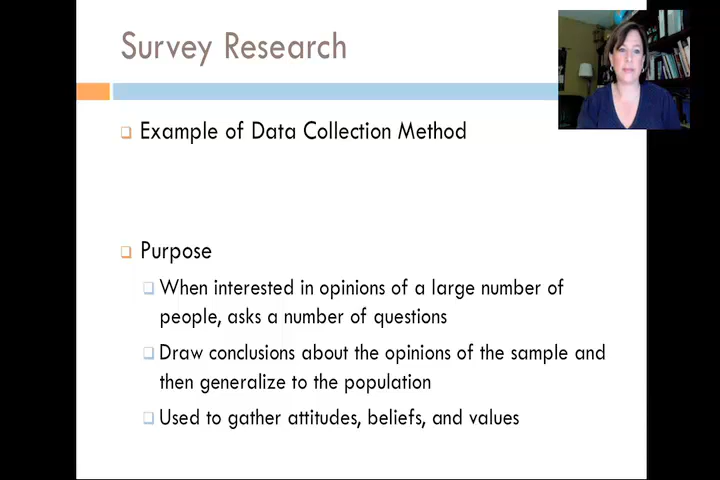 Survey Research
Example of Data Collection Method
Purpose
When interested in opinions of a large number of
people, asks a number of questions
Draw conclusions about the opinions of the sample and
then generalize to the population
Used to gather attitudes, beliefs, and values